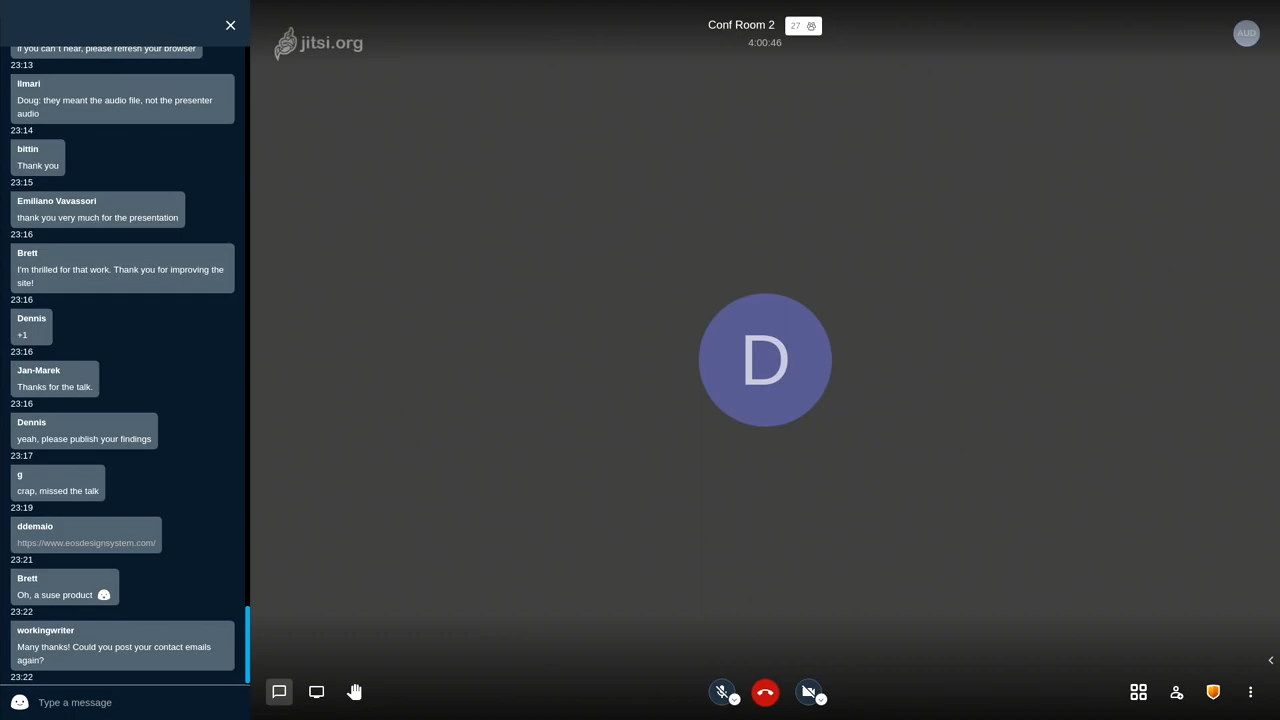 if you can't hear, please refresh your browser
23:13
Ilmari
Doug: they meant the audio file, not the presenter
audio
23:14
bittin
Thank you
23:15
Emiliano Vavassori
thank you very much for the presentation
23:16
Brett
I'm thrilled for that work. Thank you for improving the
site!
23:16
Dennis
+1
23:16
Jan-Marek
Thanks for the talk.
23:16
Dennis
yeah, please publish your findings
23:17
g
crap, missed the talk
23:19
ddemaio
https://www.eosdesignsystem.com/
23:21
Brett
Oh, a suse product
23:22
workingwriter
Many thanks! Could you post your contact emails
again?
23:22
Type a message
jitsi.org
Conf Room 2 27
4:00:46
AUD
D